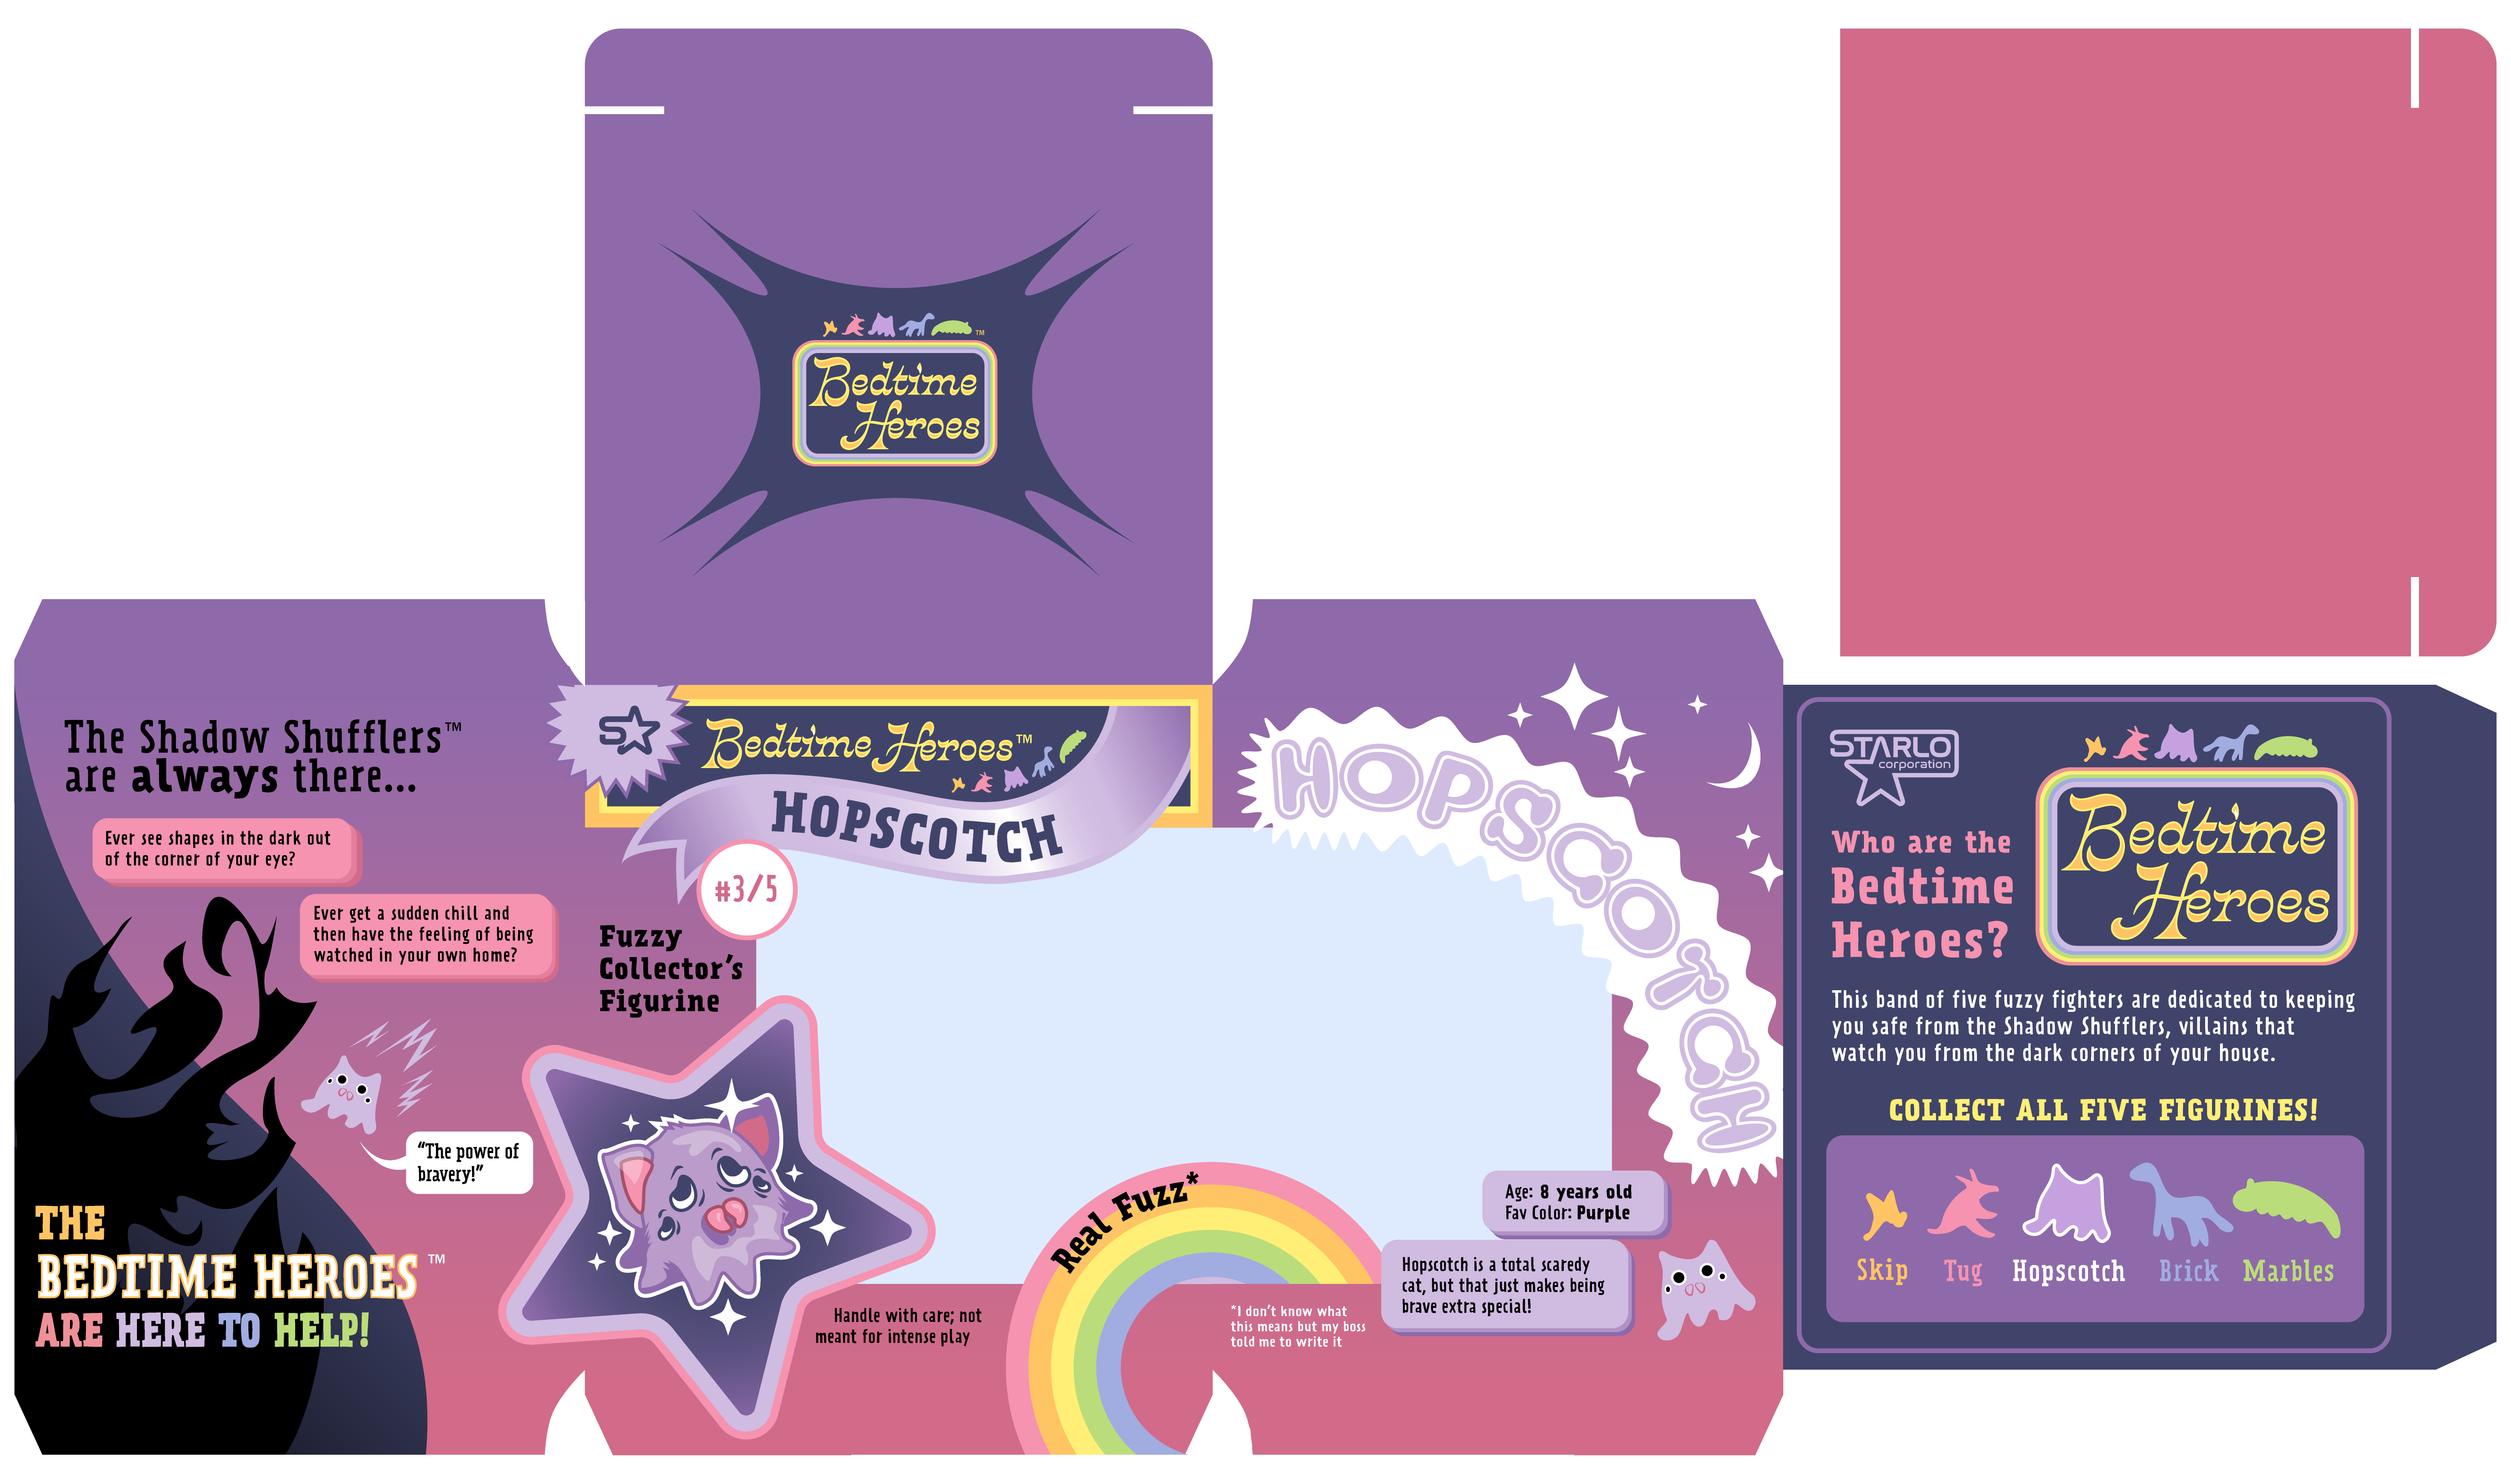 ™
Bedtime
Heroes
The Shadow Shufflers™
are always there...
Ever see shapes in the dark out
of the corner of your eye?
Ever get a sudden chill and
then have the feeling of being
watched in your own home?
“The power of
bravery!”
THE
BEDTIME HEROES™
ARE HERE TO HELP!
S
Bedtime Heroes™
HOPSCOTCH
#3/5
Fuzzy
Collector’s
Figurine
Handle with care; not
meant for intense play
Real Fuzz*
*I don’t know what
this means but my boss
told me to write it
HOPSCOTCH
Age: 8 years old
Fav Color: Purple
Hopscotch is a total scaredy
cat, but that just makes being
brave extra special!
STARLO
corporation
Who are the
Bedtime
Heroes?
Bedtime
Heroes
This band of five fuzzy fighters are dedicated to keeping
you safe from the Shadow Shufflers, villains that
watch you from the dark corners of your house.
COLLECT ALL FIVE FIGURINES!
Skip Tug Hopscotch Brick Marbles